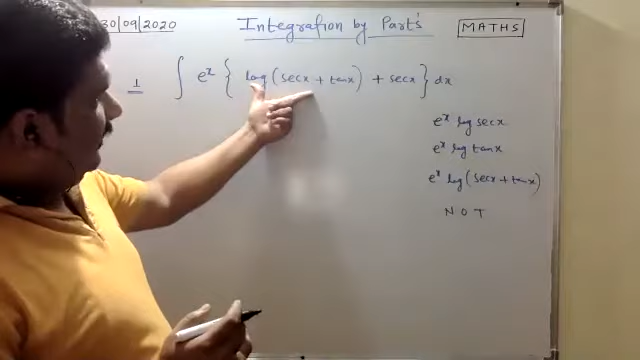 30/09/2020 Integration by Part's MATHS
1 ∫ e^x { log (secx + tanx) + secx } dx
e^x log secx
e^x log tanx
e^x log (secx + tanx)
NOT